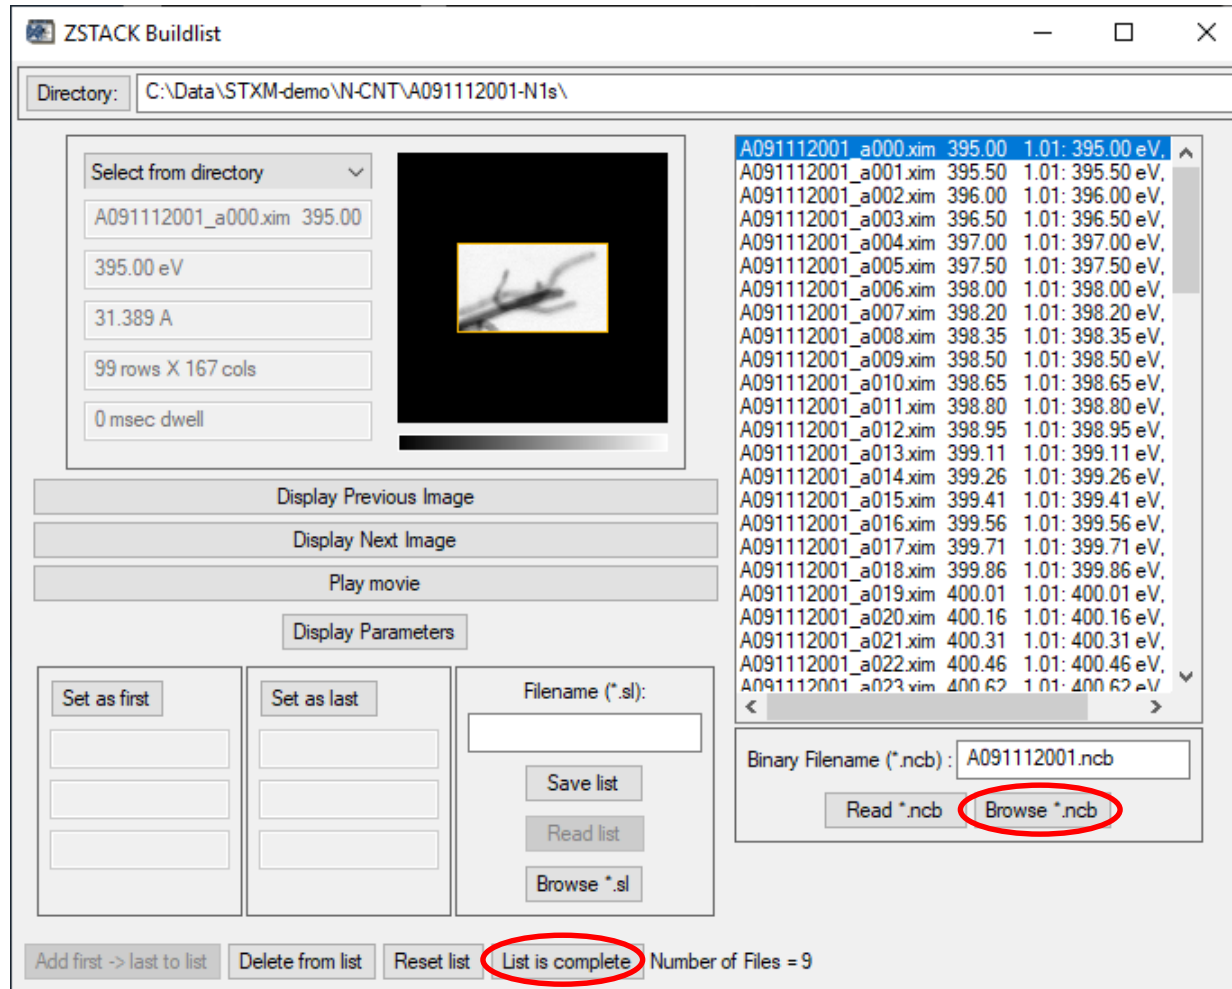 ZSTACK Buildlist
Directory: C:\Data\STXM-demo\N-CNT\A091112001-N1s\
Select from directory
A091112001_a000.xim 395.00
395.00 eV
31.389 A
99 rows X 167 cols
0 msec dwell
Display Previous Image
Display Next Image
Play movie
Display Parameters
Set as first
Set as last
Filename (*.sl):
Save list
Read list
Browse *.sl
A091112001_a000.xim 395.00 1.01: 395.00 eV,
A091112001_a001.xim 395.50 1.01: 395.50 eV,
A091112001_a002.xim 396.00 1.01: 396.00 eV,
A091112001_a003.xim 396.50 1.01: 396.50 eV,
A091112001_a004.xim 397.00 1.01: 397.00 eV,
A091112001_a005.xim 397.50 1.01: 397.50 eV,
A091112001_a006.xim 398.00 1.01: 398.00 eV,
A091112001_a007.xim 398.20 1.01: 398.20 eV,
A091112001_a008.xim 398.35 1.01: 398.35 eV,
A091112001_a009.xim 398.50 1.01: 398.50 eV,
A091112001_a010.xim 398.65 1.01: 398.65 eV,
A091112001_a011.xim 398.80 1.01: 398.80 eV,
A091112001_a012.xim 398.95 1.01: 398.95 eV,
A091112001_a013.xim 399.11 1.01: 399.11 eV,
A091112001_a014.xim 399.26 1.01: 399.26 eV,
A091112001_a015.xim 399.41 1.01: 399.41 eV,
A091112001_a016.xim 399.56 1.01: 399.56 eV,
A091112001_a017.xim 399.71 1.01: 399.71 eV,
A091112001_a018.xim 399.86 1.01: 399.86 eV,
A091112001_a019.xim 400.01 1.01: 400.01 eV,
A091112001_a020.xim 400.16 1.01: 400.16 eV,
A091112001_a021.xim 400.31 1.01: 400.31 eV,
A091112001_a022.xim 400.46 1.01: 400.46 eV,
A091112001_a023.xim 400.62 1.01: 400.62 eV
Binary Filename (*.ncb) : A091112001.ncb
Read *.ncb Browse *.ncb
Add first -> last to list Delete from list Reset list List is complete Number of Files = 9